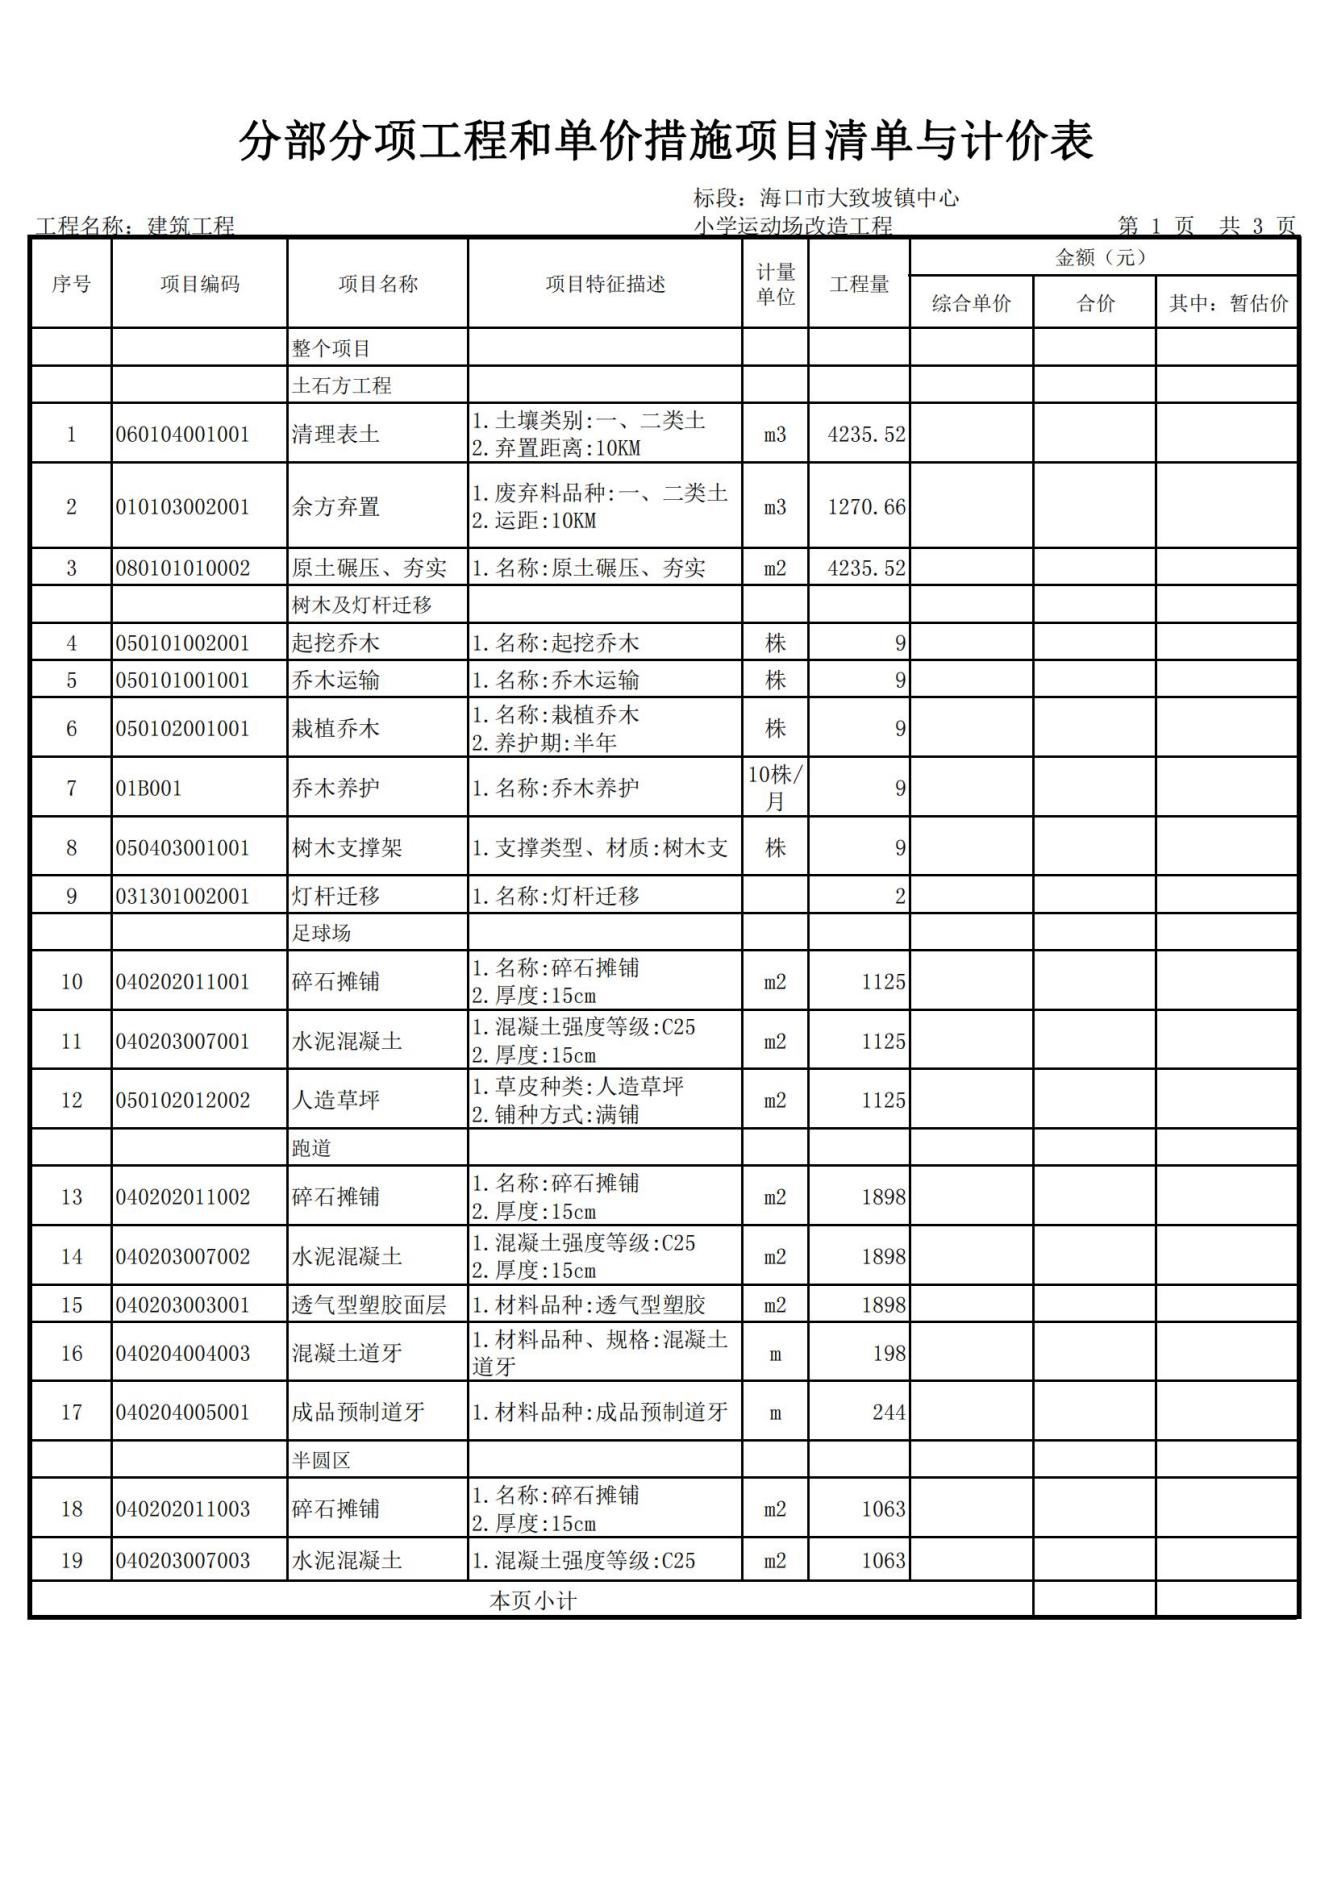 分部分项工程和单价措施项目清单与计价表
标段：海口市大致坡镇中心
工程名称：建筑工程 小学运动场改造工程 第 1 页 共 3 页
序号 项目编码 项目名称 项目特征描述 计量单位 工程量 金额（元）
综合单价 合价 其中：暂估价
整个项目
土石方工程
1 060104001001 清理表土 1.土壤类别:一、二类土 m3 4235.52
2.弃置距离:10KM
2 010103002001 余方弃置 1.废弃料品种:一、二类土 m3 1270.66
2.运距:10KM
3 080101010002 原土碾压、夯实 1.名称:原土碾压、夯实 m2 4235.52
树木及灯杆迁移
4 050101002001 起挖乔木 1.名称:起挖乔木 株 9
5 050101001001 乔木运输 1.名称:乔木运输 株 9
6 050102001001 栽植乔木 1.名称:栽植乔木 株 9
2.养护期:半年
7 01B001 乔木养护 1.名称:乔木养护 10株/月 9
8 050403001001 树木支撑架 1.支撑类型、材质:树木支 株 9
9 031301002001 灯杆迁移 1.名称:灯杆迁移 2
足球场
10 040202011001 碎石摊铺 1.名称:碎石摊铺 m2 1125
2.厚度:15cm
11 040203007001 水泥混凝土 1.混凝土强度等级:C25 m2 1125
2.厚度:15cm
12 050102012002 人造草坪 1.草皮种类:人造草坪 m2 1125
2.铺种方式:满铺
跑道
13 040202011002 碎石摊铺 1.名称:碎石摊铺 m2 1898
2.厚度:15cm
14 040203007002 水泥混凝土 1.混凝土强度等级:C25 m2 1898
2.厚度:15cm
15 040203003001 透气型塑胶面层 1.材料品种:透气型塑胶 m2 1898
16 040204004003 混凝土道牙 1.材料品种、规格:混凝土 m 198
道牙
17 040204005001 成品预制道牙 1.材料品种:成品预制道牙 m 244
半圆区
18 040202011003 碎石摊铺 1.名称:碎石摊铺 m2 1063
2.厚度:15cm
19 040203007003 水泥混凝土 1.混凝土强度等级:C25 m2 1063
本页小计